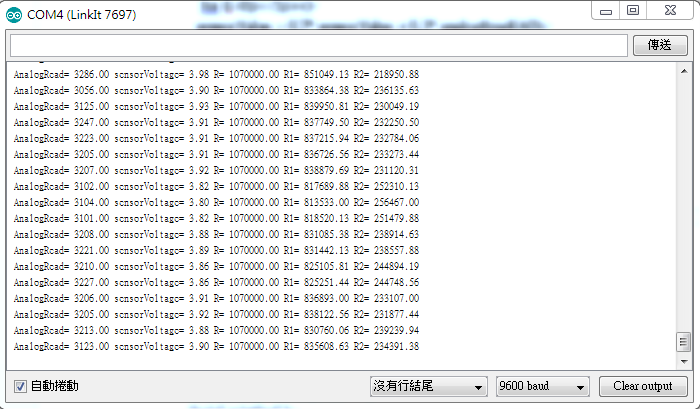 COM4 (LinkIt 7697)
傳送
AnalogRead= 3286.00 sensorVoltage= 3.98 R= 1070000.00 R1= 851049.13 R2= 218950.88
AnalogRead= 3056.00 sensorVoltage= 3.90 R= 1070000.00 R1= 833864.38 R2= 236135.63
AnalogRead= 3125.00 sensorVoltage= 3.93 R= 1070000.00 R1= 839950.81 R2= 230049.19
AnalogRead= 3247.00 sensorVoltage= 3.91 R= 1070000.00 R1= 837749.50 R2= 232250.50
AnalogRead= 3223.00 sensorVoltage= 3.91 R= 1070000.00 R1= 837215.94 R2= 232784.06
AnalogRead= 3205.00 sensorVoltage= 3.91 R= 1070000.00 R1= 836726.56 R2= 233273.44
AnalogRead= 3207.00 sensorVoltage= 3.92 R= 1070000.00 R1= 838879.69 R2= 231120.31
AnalogRead= 3102.00 sensorVoltage= 3.82 R= 1070000.00 R1= 817689.88 R2= 252310.13
AnalogRead= 3104.00 sensorVoltage= 3.80 R= 1070000.00 R1= 813533.00 R2= 256467.00
AnalogRead= 3101.00 sensorVoltage= 3.82 R= 1070000.00 R1= 818520.13 R2= 251479.88
AnalogRead= 3208.00 sensorVoltage= 3.88 R= 1070000.00 R1= 831085.38 R2= 238914.63
AnalogRead= 3221.00 sensorVoltage= 3.89 R= 1070000.00 R1= 831442.13 R2= 238557.88
AnalogRead= 3210.00 sensorVoltage= 3.86 R= 1070000.00 R1= 825105.81 R2= 244894.19
AnalogRead= 3227.00 sensorVoltage= 3.86 R= 1070000.00 R1= 825251.44 R2= 244748.56
AnalogRead= 3206.00 sensorVoltage= 3.91 R= 1070000.00 R1= 836893.00 R2= 233107.00
AnalogRead= 3205.00 sensorVoltage= 3.92 R= 1070000.00 R1= 838122.56 R2= 231877.44
AnalogRead= 3213.00 sensorVoltage= 3.88 R= 1070000.00 R1= 830760.06 R2= 239239.94
AnalogRead= 3123.00 sensorVoltage= 3.90 R= 1070000.00 R1= 835608.63 R2= 234391.38
自動捲動
沒有行結尾
9600 baud
Clear output